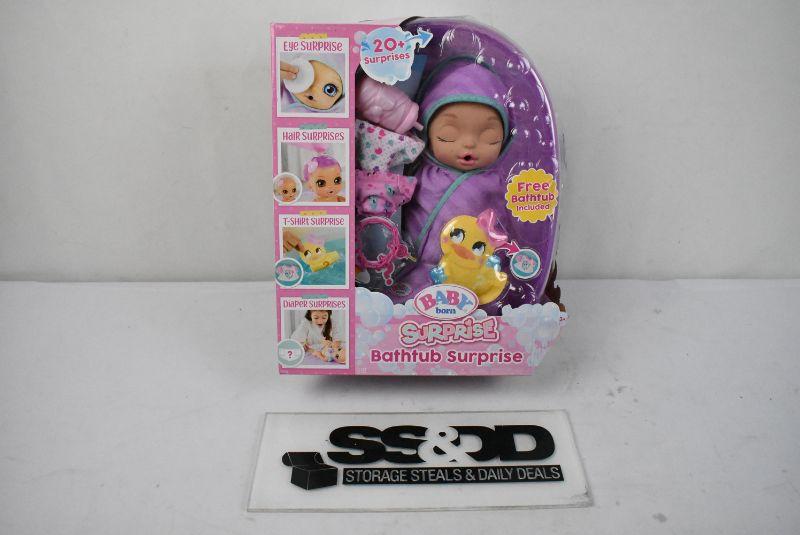 EYE SURPRISE
20+
Surprises
HAIR SURPRISES
T-SHIRT SURPRISE
DIAPER SURPRISES
?
Free
Bathtub
Included
BABY
born
SURPRISE
Bathtub Surprise
SS&DD
STORAGE STEALS & DAILY DEALS